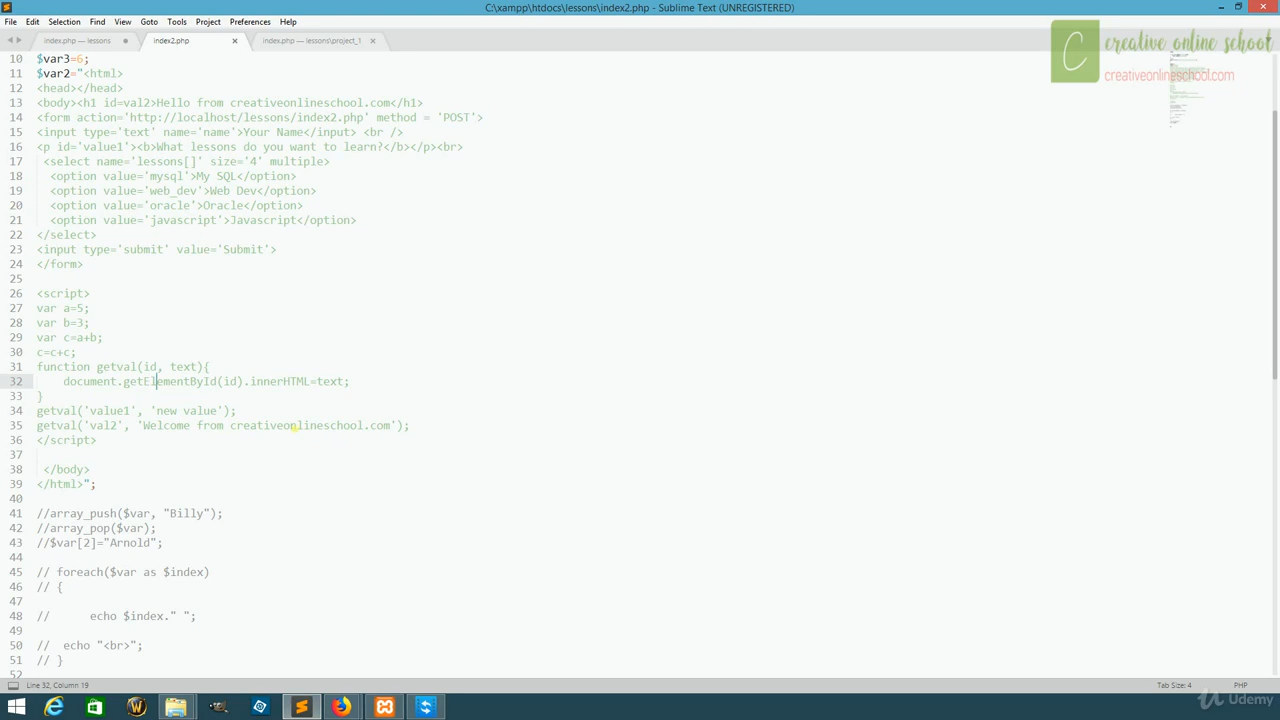 C:\xampp\htdocs\lessons\index2.php - Sublime Text (UNREGISTERED)
File Edit Selection Find View Goto Tools Project Preferences Help
index.php — lessons
index2.php
index.php — lessons\project_1
creative online school
creativeonlineschool.com
10 $var3=6;
11 $var2="<html>
12 <head></head>
13 <body><h1 id=val2>Hello from creativeonlineschool.com</h1>
14 <form action='http://localhost/lessons/index2.php' method = 'POST'>
15 <input type='text' name='name'>Your Name</input> <br />
16 <p id='value1'><b>What lessons do you want to learn?</b></p><br>
17 <select name='lessons[]' size='4' multiple>
18 <option value='mysql'>My SQL</option>
19 <option value='web_dev'>Web Dev</option>
20 <option value='oracle'>Oracle</option>
21 <option value='javascript'>Javascript</option>
22 </select>
23 <input type='submit' value='Submit'>
24 </form>
25
26 <script>
27 var a=5;
28 var b=3;
29 var c=a+b;
30 c=c+c;
31 function getval(id, text){
32 document.getElementById(id).innerHTML=text;
33 }
34 getval('value1', 'new value');
35 getval('val2', 'Welcome from creativeonlineschool.com');
36 </script>
37
38 </body>
39 </html>";
40
41 //array_push($var, "Billy");
42 //array_pop($var);
43 //$var[2]="Arnold";
44
45 // foreach($var as $index)
46 // {
47
48 // echo $index." ";
49
50 // echo "<br>";
51 // }
52
Line 32, Column 19
Tab Size: 4
PHP
Udemy